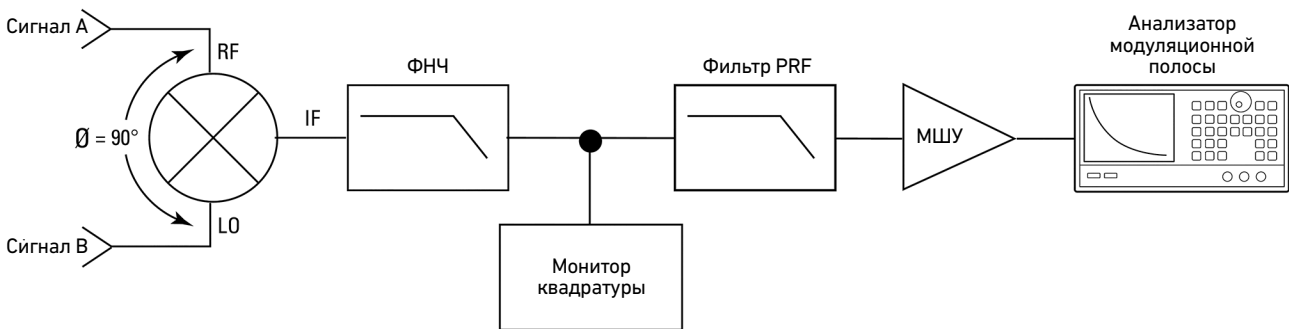 Сигнал А
RF
Ø = 90°
LO
Сигнал В
IF
ФНЧ
Монитор
квадратуры
Фильтр PRF
МШУ
Анализатор
модуляционной
полосы